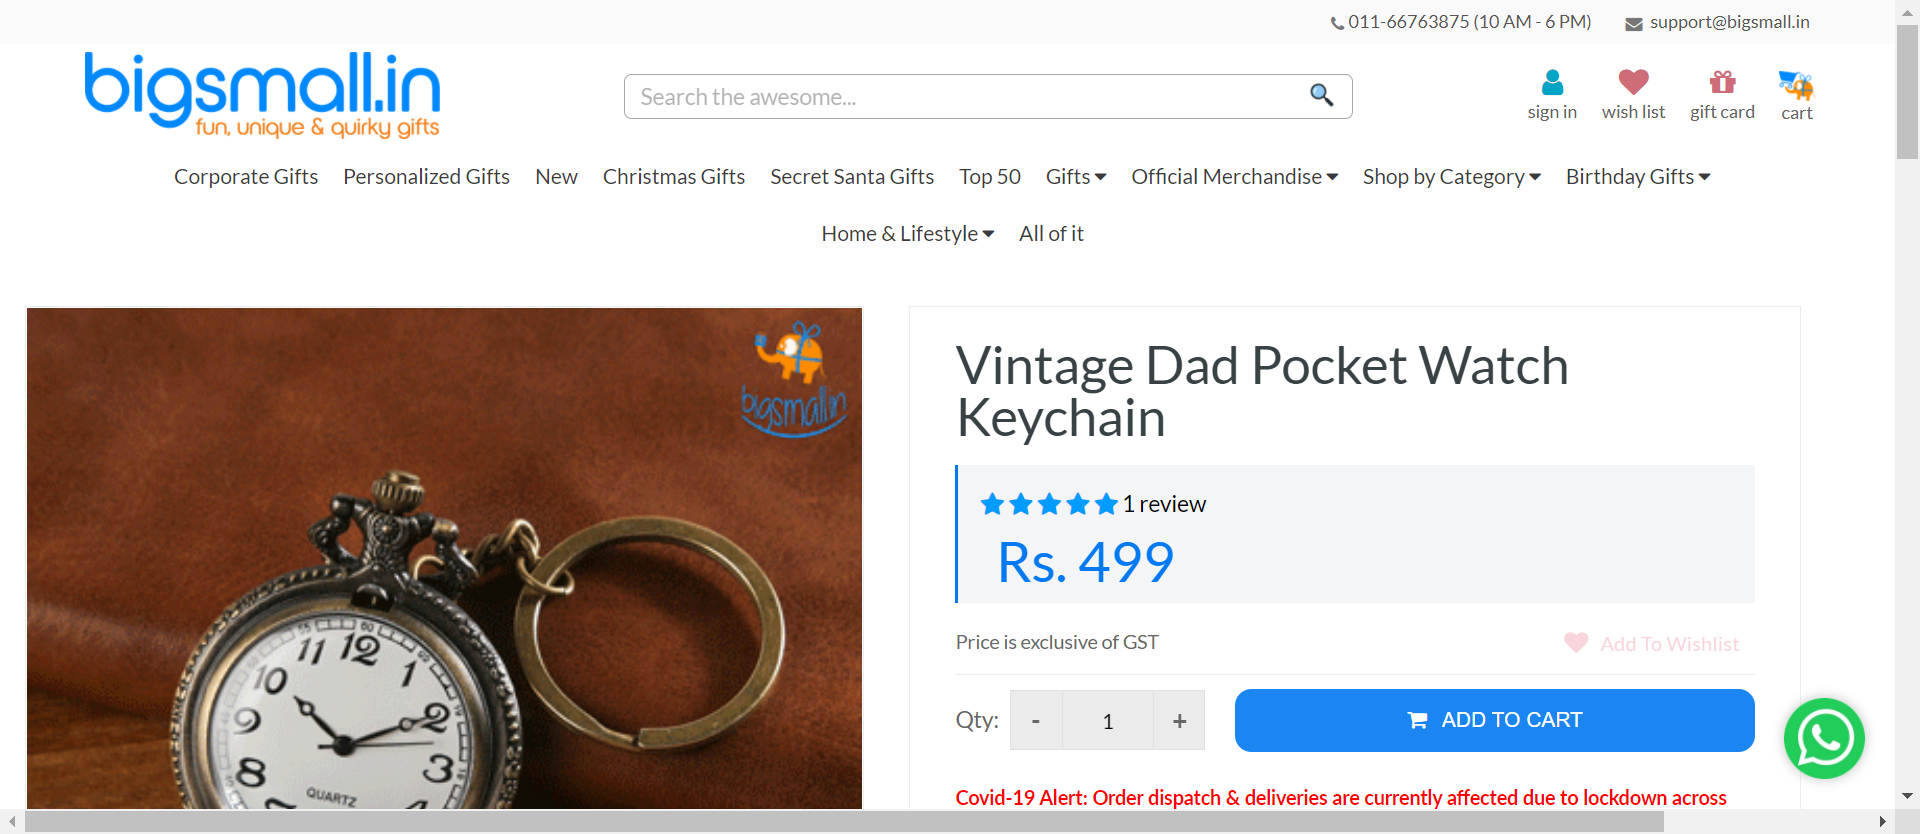 011-66763875 (10 AM - 6 PM) support@bigsmall.in
bigsmall.in
fun, unique & quirky gifts
Search the awesome...
sign in wish list gift card cart
Corporate Gifts Personalized Gifts New Christmas Gifts Secret Santa Gifts Top 50 Gifts Official Merchandise Shop by Category Birthday Gifts
Home & Lifestyle All of it
bigsmall.in
11 12 1
10 2
9 3
8 4
55 60
QUARTZ
Vintage Dad Pocket Watch
Keychain
1 review
Rs. 499
Price is exclusive of GST Add To Wishlist
Qty: - 1 + ADD TO CART
Covid-19 Alert: Order dispatch & deliveries are currently affected due to lockdown across